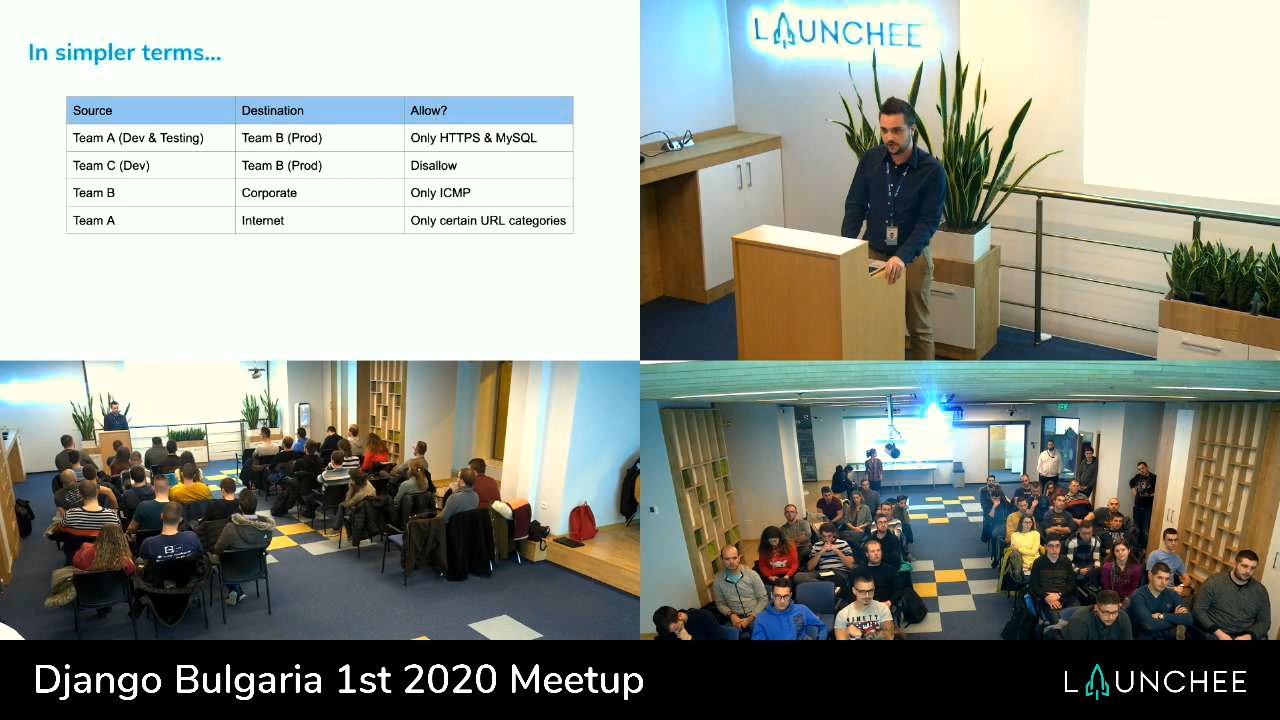 In simpler terms...
Source Destination Allow?
Team A (Dev & Testing) Team B (Prod) Only HTTPS & MySQL
Team C (Dev) Team B (Prod) Disallow
Team B Corporate Only ICMP
Team A Internet Only certain URL categories
LAUNCHEE
Django Bulgaria 1st 2020 Meetup
LAUNCHEE